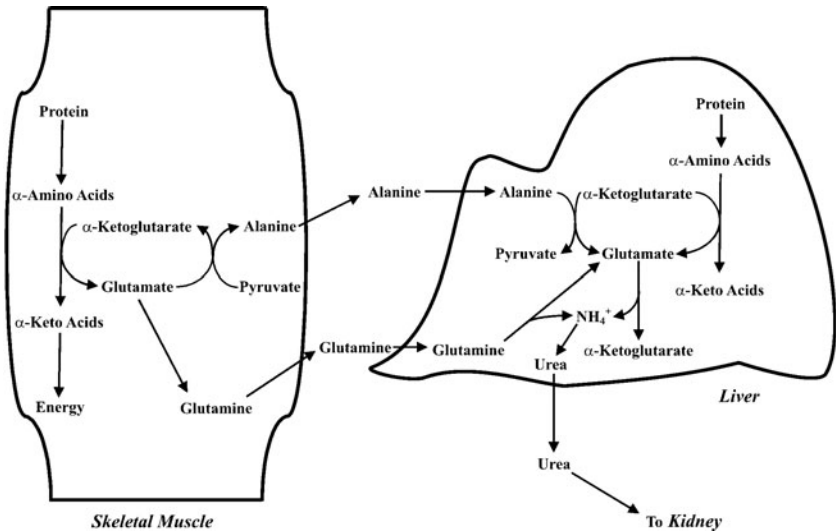 Protein
α-Amino Acids
α-Ketoglutarate
Alanine
Glutamate
Pyruvate
α-Keto Acids
Energy
Glutamine
Skeletal Muscle
Alanine
Glutamine
Protein
α-Amino Acids
Alanine
α-Ketoglutarate
Pyruvate
Glutamate
α-Keto Acids
NH₄⁺
Glutamine
Urea
α-Ketoglutarate
Liver
Urea
To Kidney